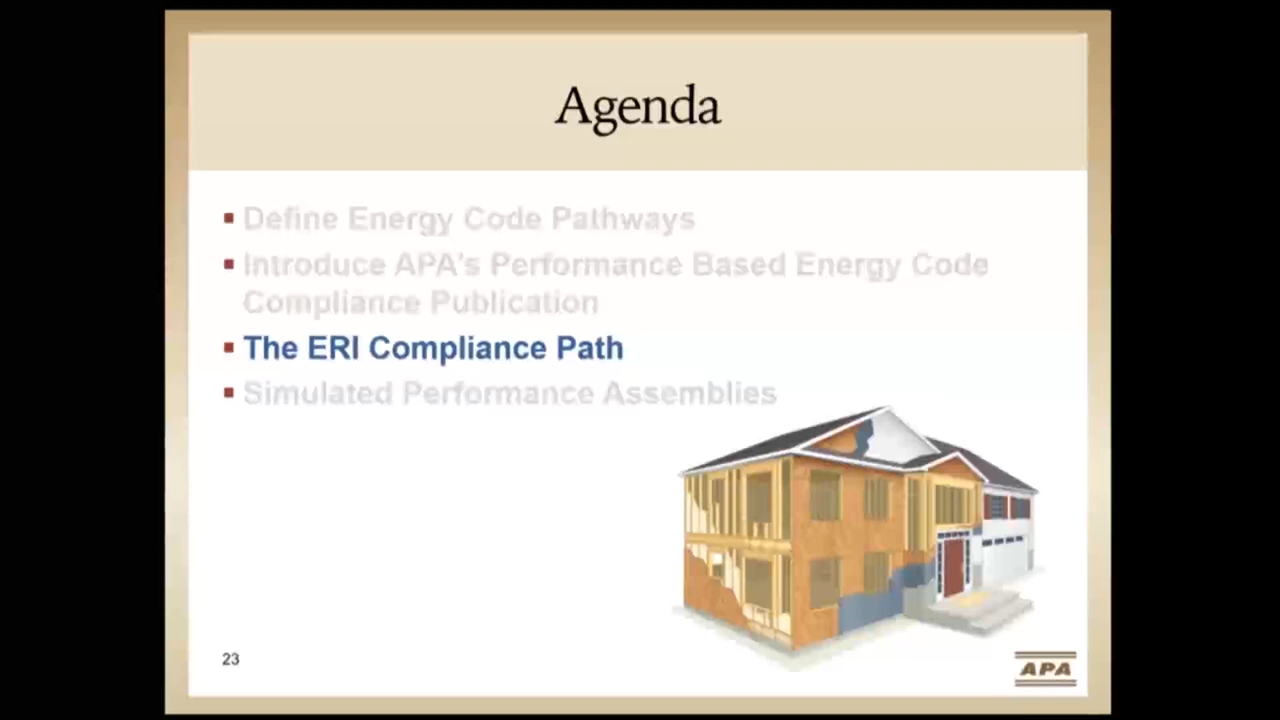 Agenda
Define Energy Code Pathways
Introduce APA's Performance Based Energy Code
Compliance Publication
The ERI Compliance Path
Simulated Performance Assemblies
23
APA